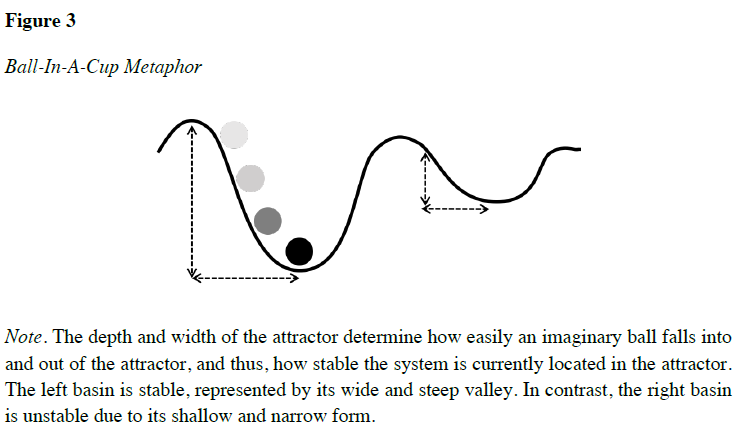 Figure 3
Ball-In-A-Cup Metaphor
Note. The depth and width of the attractor determine how easily an imaginary ball falls into
and out of the attractor, and thus, how stable the system is currently located in the attractor.
The left basin is stable, represented by its wide and steep valley. In contrast, the right basin
is unstable due to its shallow and narrow form.